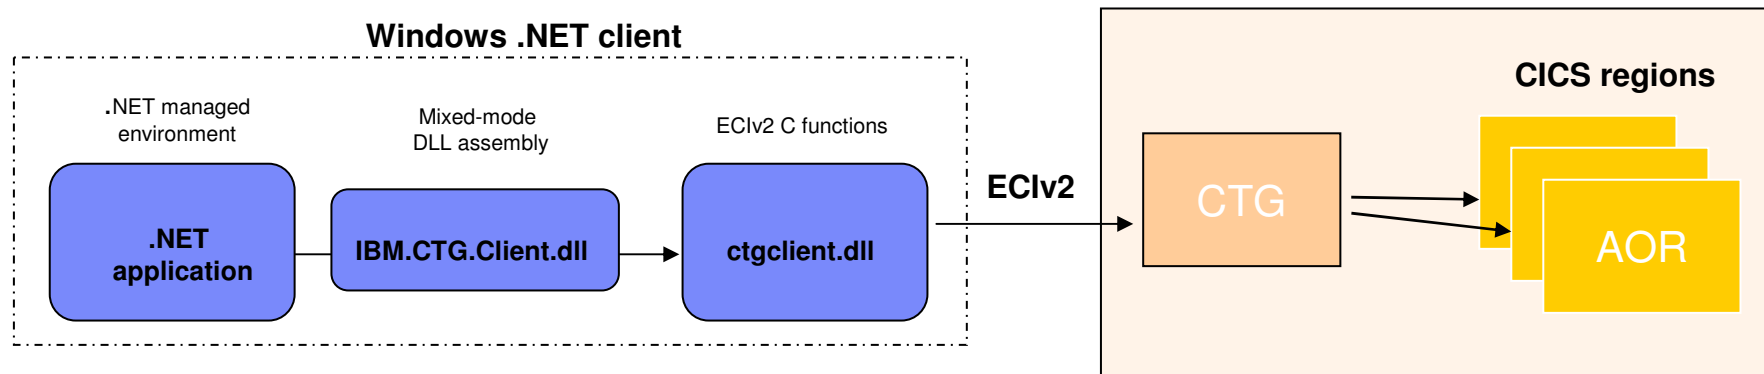 Windows .NET client
.NET managed
environment
Mixed-mode
DLL assembly
ECIv2 C functions
.NET
application
IBM.CTG.Client.dll
ctgclient.dll
ECIv2
CTG
CICS regions
AOR